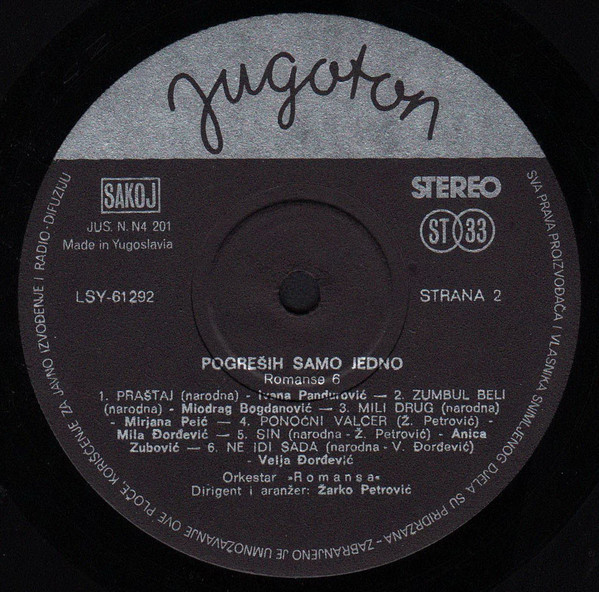 Jugoton
SAKOJ
JUS. N. N4 201
Made in Yugoslavia
STEREO
ST 33
LSY-61292
STRANA 2
POGREŠIH SAMO JEDNO
Romanse 6
1. PRAŠTAJ (narodna) - Ivana Pandurović — 2. ZUMBUL BELI
(narodna) - Miodrag Bogdanović — 3. MILI DRUG (narodna)
- Mirjana Peić — 4. PONOĆNI VALCER (Ž. Petrović) -
Mila Đorđević — 5. SIN (narodna - Ž. Petrović) - Anica
Zubović — 6. NE IDI SADA (narodna - V. Đorđević)
- Velja Đorđević
Orkestar »Romansa«
Dirigent i aranžer: Žarko Petrović
SVA PRAVA PROIZVOĐAČA I VLASNIKA SNIMLJENOG DJELA SU PRIDRŽANA - ZABRANJENO JE UMNOŽAVANJE OVE PLOČE, KORIŠĆENJE ZA JAVNO IZVOĐENJE I RADIO-DIFUZIJU